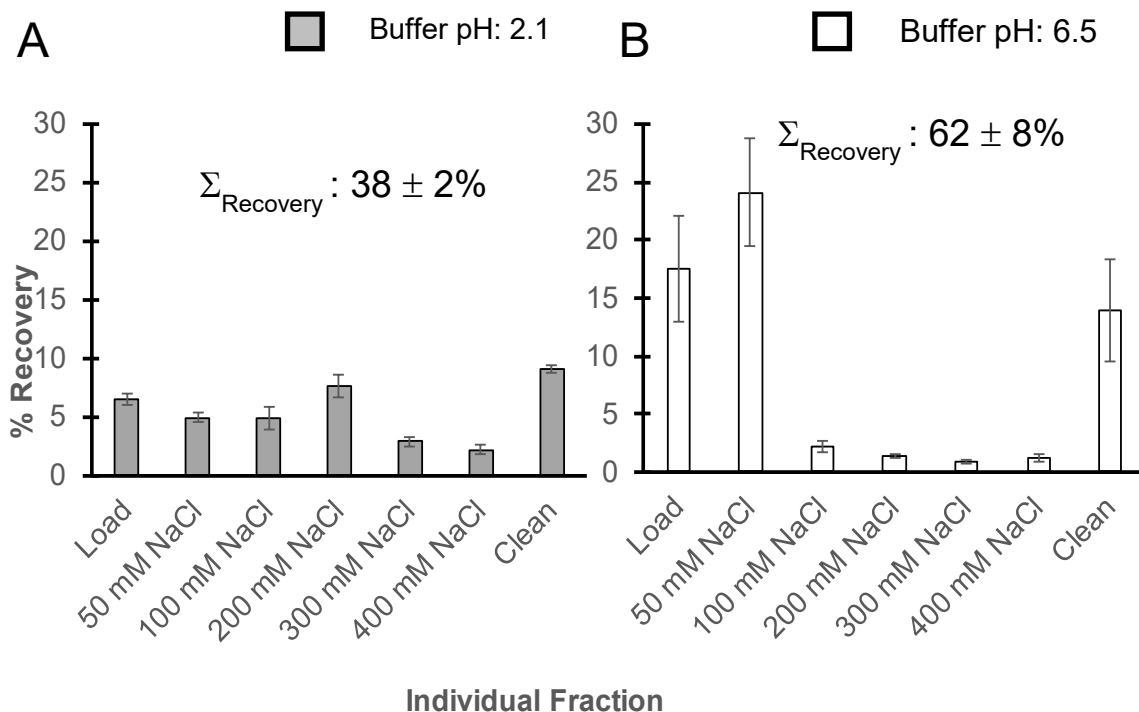 A
Buffer pH: 2.1
B
Buffer pH: 6.5
% Recovery
30
25
20
15
10
5
0
ΣRecovery : 38 ± 2%
Load
50 mM NaCl
100 mM NaCl
200 mM NaCl
300 mM NaCl
400 mM NaCl
Clean
30
25
20
15
10
5
0
ΣRecovery : 62 ± 8%
Load
50 mM NaCl
100 mM NaCl
200 mM NaCl
300 mM NaCl
400 mM NaCl
Clean
Individual Fraction